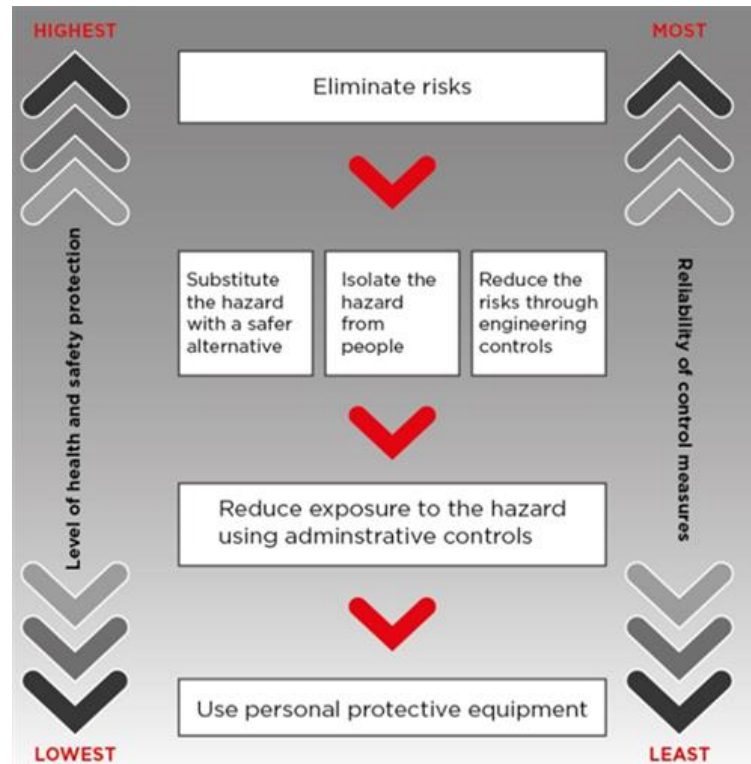 HIGHEST
MOST
Eliminate risks
Substitute
the hazard
with a safer
alternative
Isolate the
hazard
from
people
Reduce the
risks through
engineering
controls
Level of health and safety protection
Reliability of control measures
Reduce exposure to the hazard
using adminstrative controls
Use personal protective equipment
LOWEST
LEAST